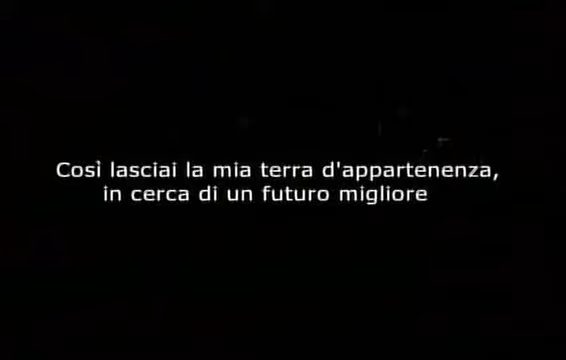 Così lasciai la mia terra d'appartenenza,
in cerca di un futuro migliore